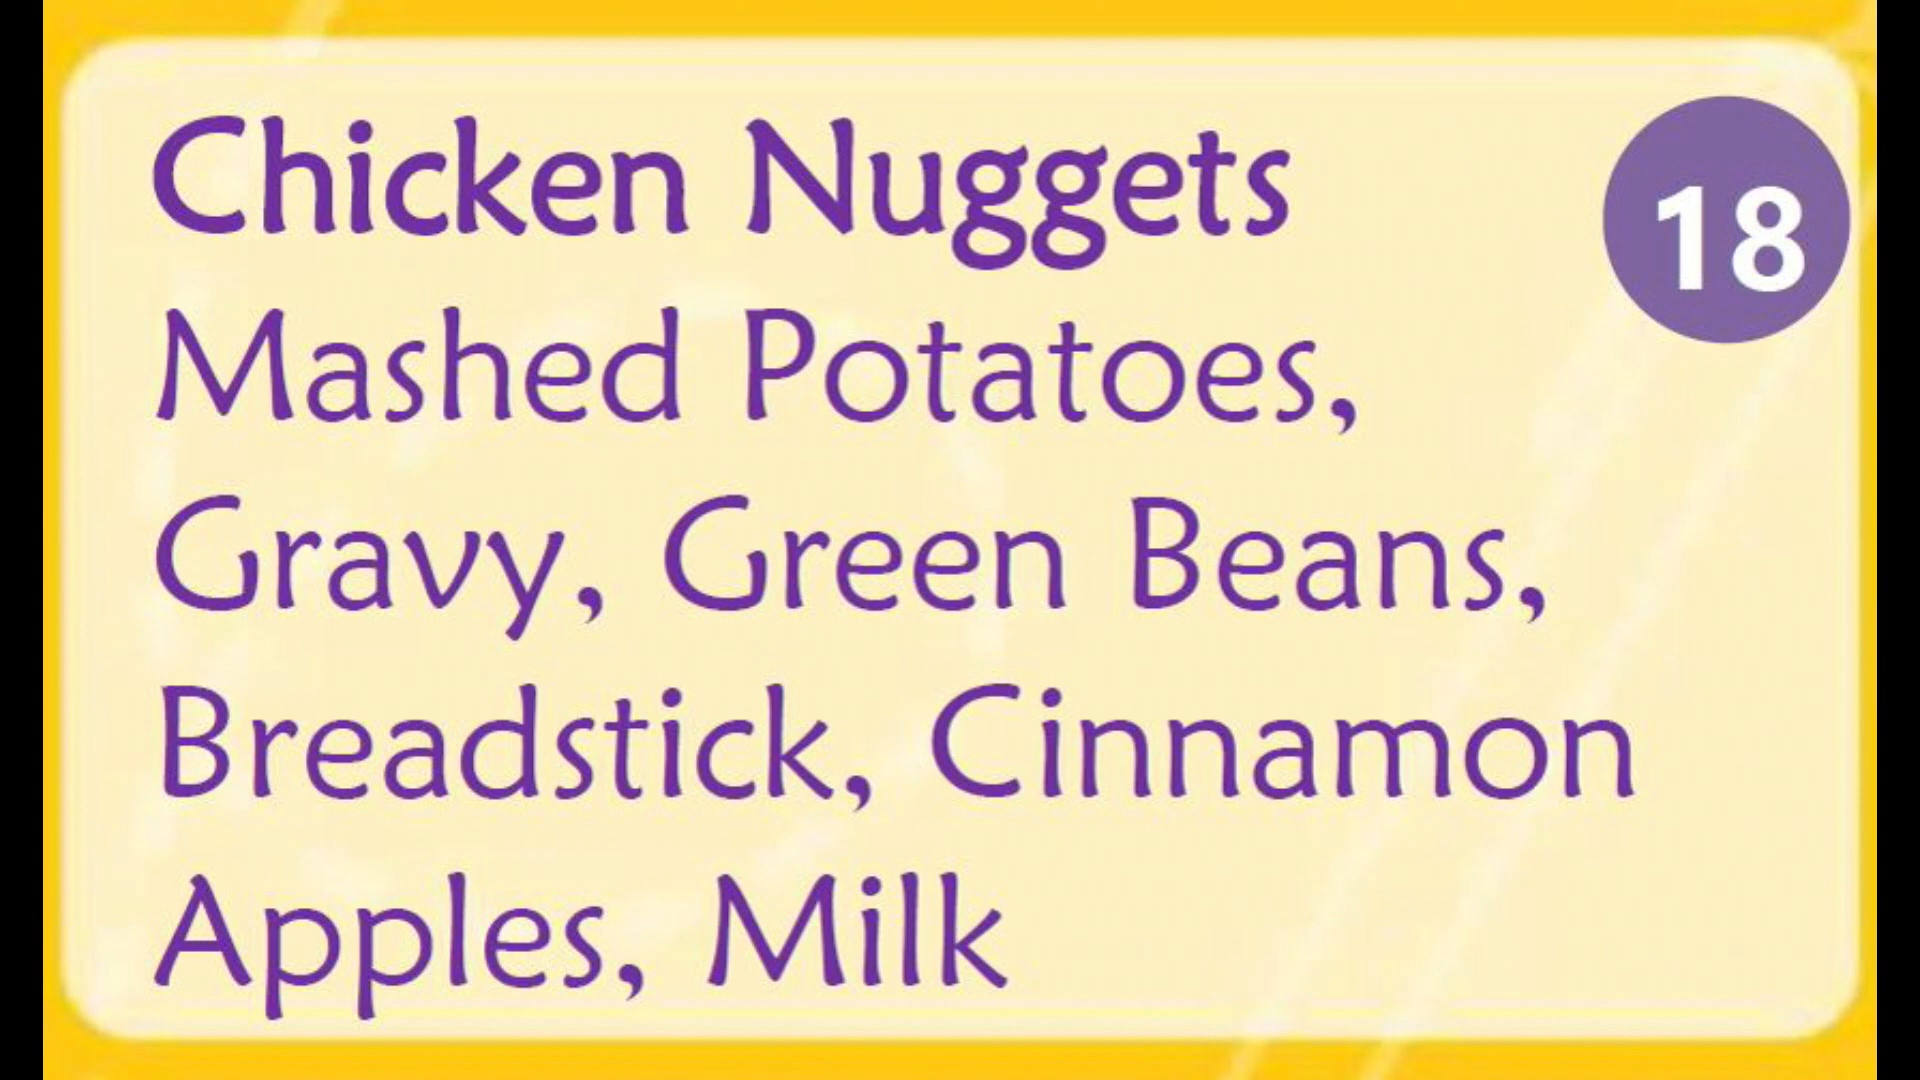 Chicken Nuggets
18
Mashed Potatoes,
Gravy, Green Beans,
Breadstick, Cinnamon
Apples, Milk